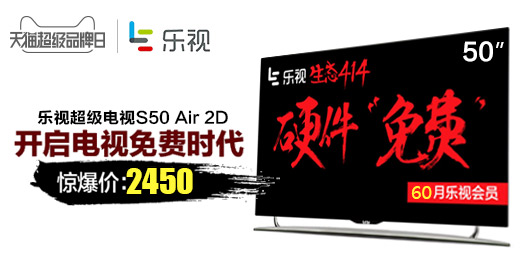 天猫超级品牌日
乐视
乐视超级电视S50 Air 2D
开启电视免费时代
惊爆价:2450
50”
乐视 生态414
硬件“免费”
60月乐视会员